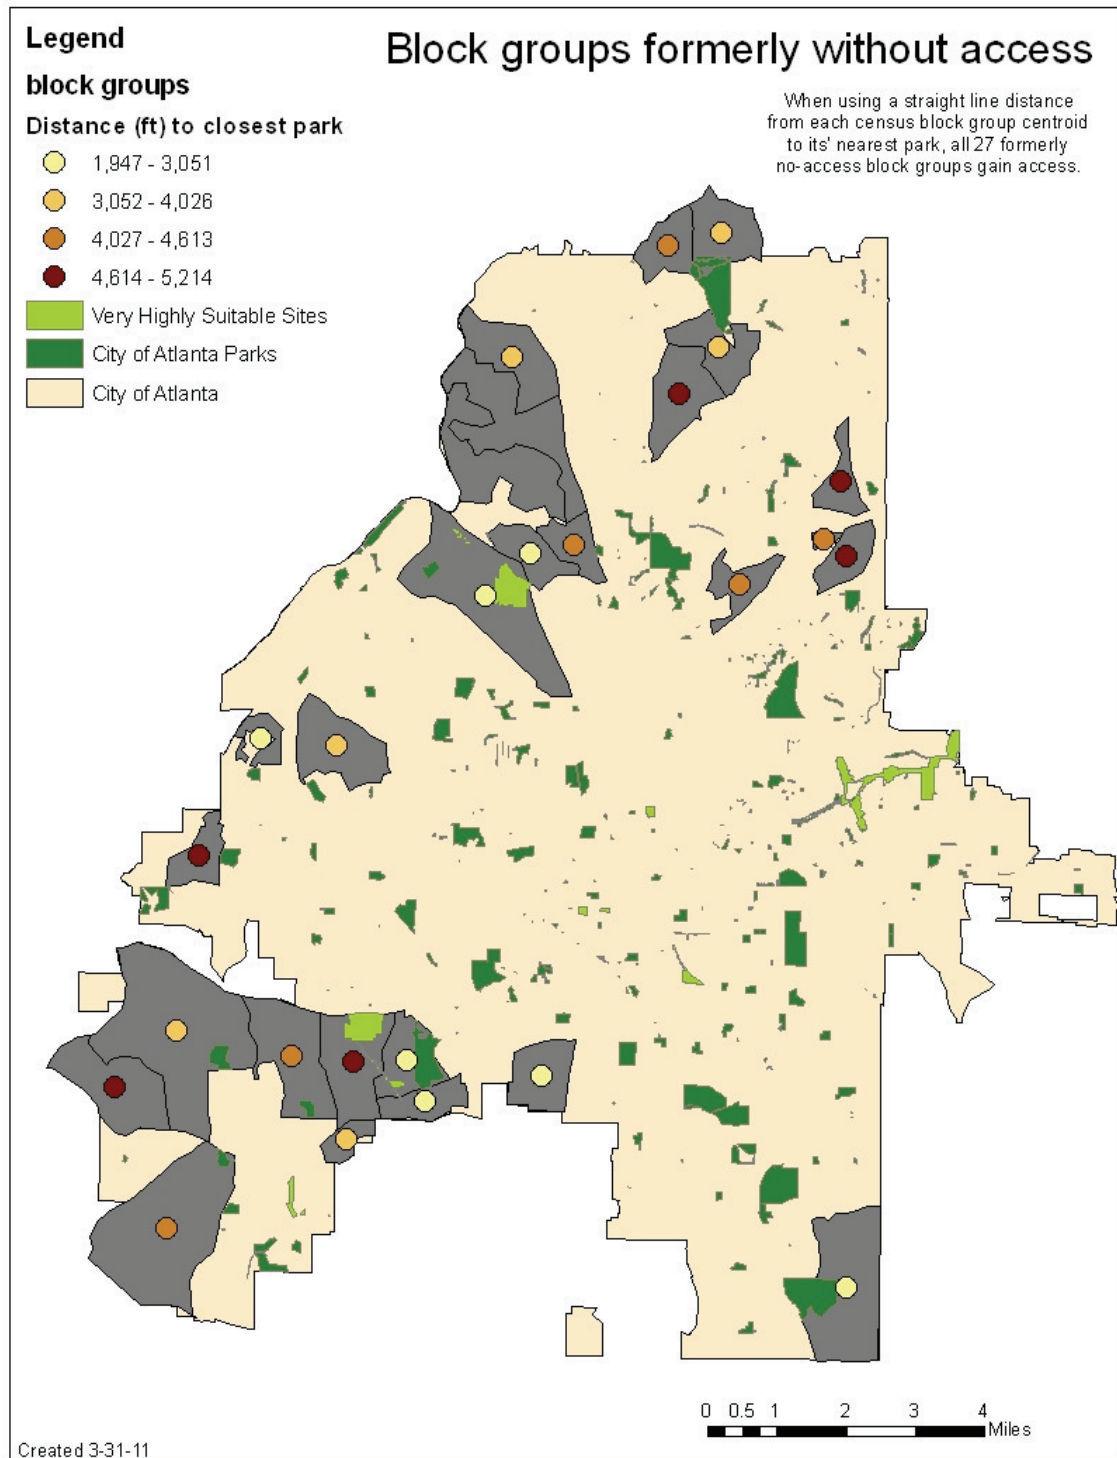 Legend
block groups
Distance (ft) to closest park
1,947 - 3,051
3,052 - 4,026
4,027 - 4,613
4,614 - 5,214
Very Highly Suitable Sites
City of Atlanta Parks
City of Atlanta
Block groups formerly without access
When using a straight line distance
from each census block group centroid
to its' nearest park, all 27 formerly
no-access block groups gain access.
0 0.5 1 2 3 4
Miles
Created 3-31-11